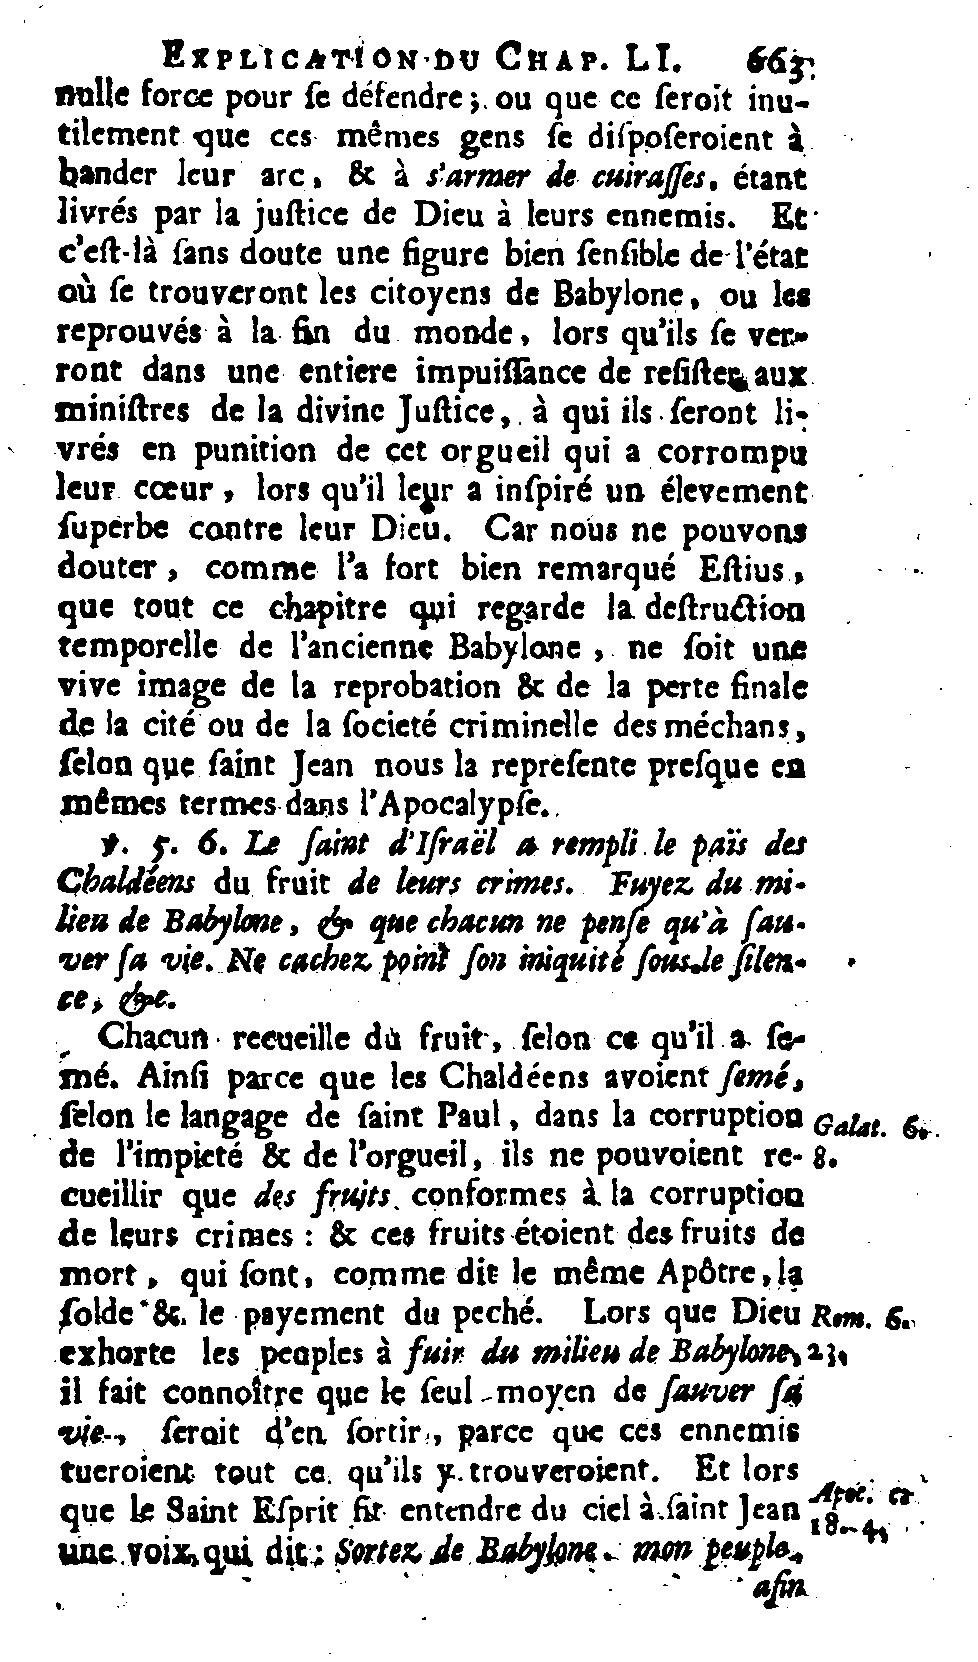 EXPLICATION DU CHAP. LI. 663
nulle force pour ſe défendre; ou que ce ſeroit inu-
tilement que ces mêmes gens ſe diſpoſeroient à
bander leur arc, & à s'armer de cuiraſſes, étant
livrés par la juſtice de Dieu à leurs ennemis. Et
c'eſt-là ſans doute une figure bien ſenſible de l'état
où ſe trouveront les citoyens de Babylone, ou les
reprouvés à la fin du monde, lors qu'ils ſe ver-
ront dans une entiere impuiſſance de reſiſter aux
miniſtres de la divine Juſtice, à qui ils ſeront li-
vrés en punition de cet orgueil qui a corrompu
leur cœur, lors qu'il leur a inſpiré un élevement
ſuperbe contre leur Dieu. Car nous ne pouvons
douter, comme l'a fort bien remarqué Eſtius,
que tout ce chapitre qui regarde la deſtruction
temporelle de l'ancienne Babylone, ne ſoit une
vive image de la reprobation & de la perte finale
de la cité ou de la ſocieté criminelle des méchans,
ſelon que ſaint Jean nous la repreſente preſque en
mêmes termes dans l'Apocalypſe.
℣. 5. 6. Le ſaint d'Iſraël a rempli le païs des
Chaldéens du fruit de leurs crimes. Fuyez du mi-
lieu de Babylone, & que chacun ne penſe qu'à ſau-
ver ſa vie. Ne cachez point ſon iniquité ſous le ſilen-
ce, &c.
Chacun recueille du fruit, ſelon ce qu'il a ſe-
mé. Ainſi parce que les Chaldéens avoient ſemé,
ſelon le langage de ſaint Paul, dans la corruption Galat. 6.
de l'impieté & de l'orgueil, ils ne pouvoient re- 8.
cueillir que des fruits conformes à la corruption
de leurs crimes : & ces fruits étoient des fruits de
mort, qui ſont, comme dit le même Apôtre, la
ſolde & le payement du peché. Lors que Dieu Rom. 6.
exhorte les peuples à fuir du milieu de Babylone, 23.
il fait connoître que le ſeul moyen de ſauver ſa
vie, ſeroit d'en ſortir, parce que ces ennemis
tueroient tout ce qu'ils y trouveroient. Et lors
que le Saint Eſprit fit entendre du ciel à ſaint Jean Apoc. c.
une voix, qui dit : Sortez de Babylone mon peuple, 18. 4.
afin